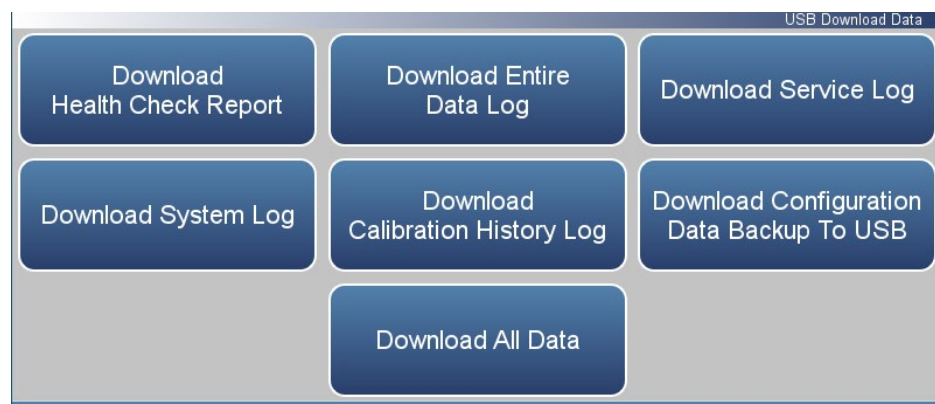 USB Download Data
Download
Health Check Report
Download Entire
Data Log
Download Service Log
Download System Log
Download
Calibration History Log
Download Configuration
Data Backup To USB
Download All Data